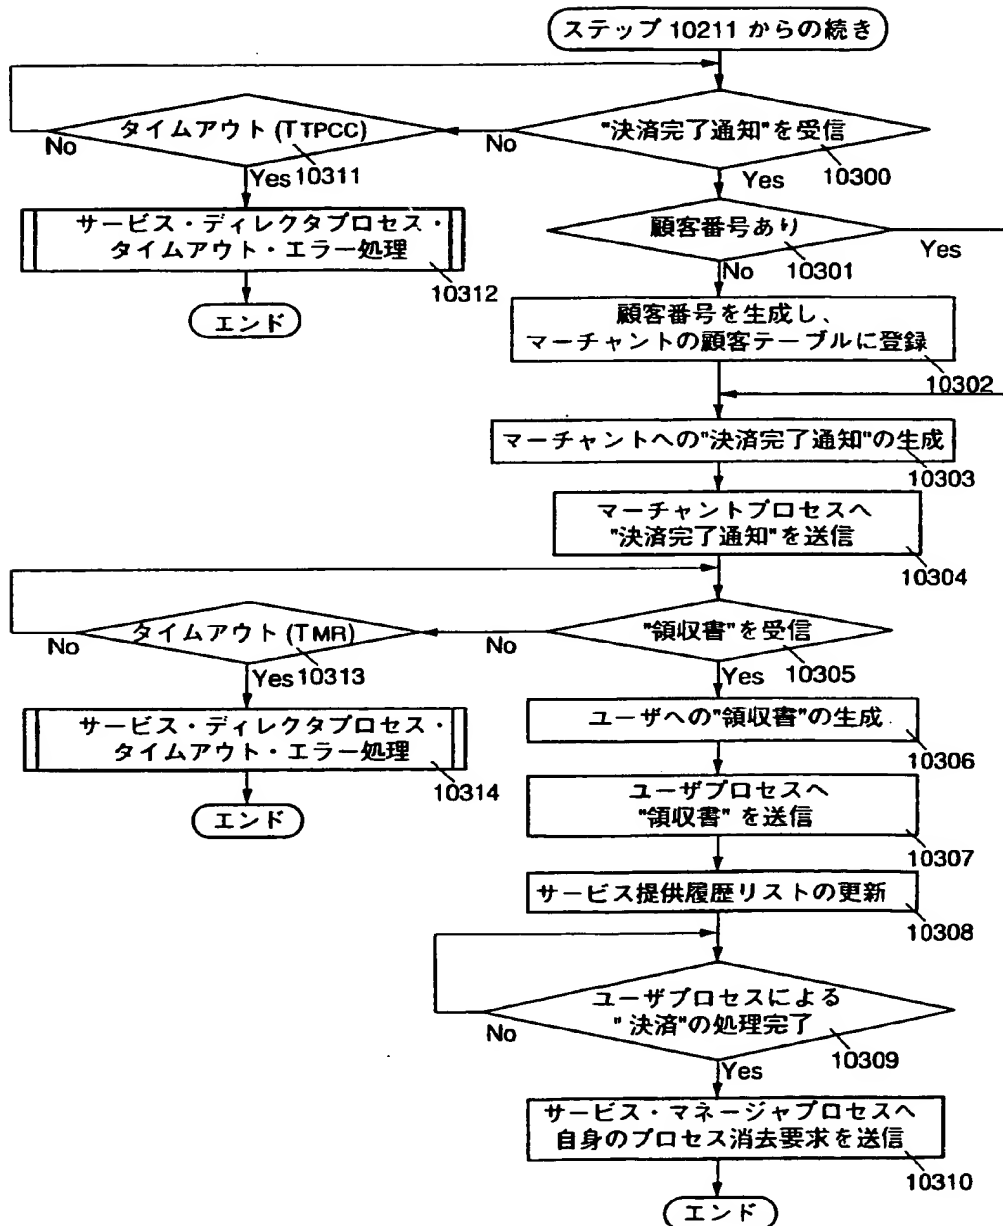 ステップ 10211 からの続き
タイムアウト (TTPCC)
No
Yes 10311
"決済完了通知"を受信
No
10300
Yes
サービス・ディレクタプロセス・
タイムアウト・エラー処理
10312
エンド
顧客番号あり
Yes
10301
No
顧客番号を生成し、
マーチャントの顧客テーブルに登録
10302
マーチャントへの"決済完了通知"の生成
10303
マーチャントプロセスへ
"決済完了通知"を送信
10304
タイムアウト (TMR)
No
Yes 10313
"領収書"を受信
No
10305
Yes
サービス・ディレクタプロセス・
タイムアウト・エラー処理
10314
エンド
ユーザへの"領収書"の生成
10306
ユーザプロセスへ
"領収書" を送信
10307
サービス提供履歴リストの更新
10308
ユーザプロセスによる
"決済"の処理完了
No
10309
Yes
サービス・マネージャプロセスへ
自身のプロセス消去要求を送信
10310
エンド